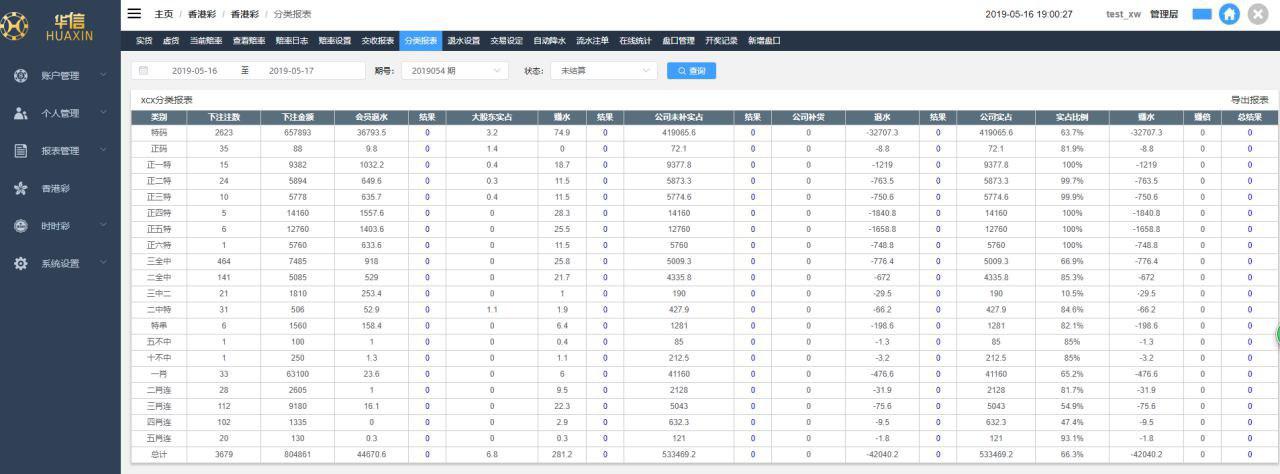 华信
HUAXIN
主页 / 香港彩 / 香港彩 / 分类报表
2019-05-16 19:00:27 test_xw 管理层
账户管理
个人管理
报表管理
香港彩
时时彩
系统设置
实货 虚货 当前赔率 查看赔率 赔率日志 赔率设置 交收报表 分类报表 退水设置 交易设定 自动降水 流水注单 在线统计 盘口管理 开奖记录 新增盘口
2019-05-16 至 2019-05-17 期号: 2019054 期 状态: 未结算 查询
xcx分类报表 导出报表
类别 下注注数 下注金额 会员退水 结果 大股东实占 赚水 结果 公司未补实占 结果 公司补货 退水 结果 公司实占 实占比例 赚水 赚倍 总结果
特码 2623 657893 36793.5 0 3.2 74.9 0 419065.6 0 0 -32707.3 0 419065.6 63.7% -32707.3 0 0
正码 35 88 9.8 0 1.4 0 0 72.1 0 0 -8.8 0 72.1 81.9% -8.8 0 0
正一特 15 9382 1032.2 0 0.4 18.7 0 9377.8 0 0 -1219 0 9377.8 100% -1219 0 0
正二特 24 5894 649.6 0 0.3 11.5 0 5873.3 0 0 -763.5 0 5873.3 99.7% -763.5 0 0
正三特 10 5778 635.7 0 0.4 11.5 0 5774.6 0 0 -750.6 0 5774.6 99.9% -750.6 0 0
正四特 5 14160 1557.6 0 0 28.3 0 14160 0 0 -1840.8 0 14160 100% -1840.8 0 0
正五特 6 12760 1403.6 0 0 25.5 0 12760 0 0 -1658.8 0 12760 100% -1658.8 0 0
正六特 1 5760 633.6 0 0 11.5 0 5760 0 0 -748.8 0 5760 100% -748.8 0 0
三全中 464 7485 918 0 0 25.8 0 5009.3 0 0 -776.4 0 5009.3 66.9% -776.4 0 0
二全中 141 5085 529 0 0 21.7 0 4335.8 0 0 -672 0 4335.8 85.3% -672 0 0
三中二 21 1810 253.4 0 0 1 0 190 0 0 -29.5 0 190 10.5% -29.5 0 0
二中特 31 506 52.9 0 1.1 1.9 0 427.9 0 0 -66.2 0 427.9 84.6% -66.2 0 0
特串 6 1560 158.4 0 0 6.4 0 1281 0 0 -198.6 0 1281 82.1% -198.6 0 0
五不中 1 100 1 0 0 0.4 0 85 0 0 -1.3 0 85 85% -1.3 0 0
十不中 1 250 1.3 0 0 1.1 0 212.5 0 0 -3.2 0 212.5 85% -3.2 0 0
一肖 33 63100 23.6 0 0 6 0 41160 0 0 -476.6 0 41160 65.2% -476.6 0 0
二肖连 28 2605 1 0 0 9.5 0 2128 0 0 -31.9 0 2128 81.7% -31.9 0 0
三肖连 112 9180 16.1 0 0 22.3 0 5043 0 0 -75.6 0 5043 54.9% -75.6 0 0
四肖连 102 1335 0 0 0 2.9 0 632.3 0 0 -9.5 0 632.3 47.4% -9.5 0 0
五肖连 20 130 0.3 0 0 0.3 0 121 0 0 -1.8 0 121 93.1% -1.8 0 0
总计 3679 804861 44670.6 0 6.8 281.2 0 533469.2 0 0 -42040.2 0 533469.2 66.3% -42040.2 0 0